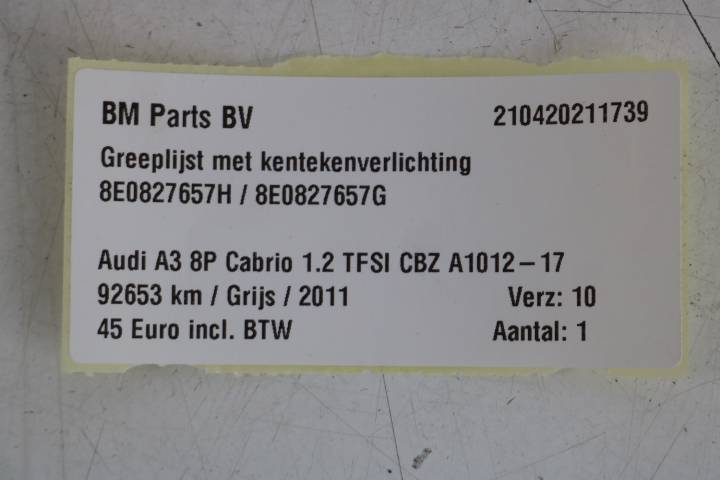 BM Parts BV 210420211739
Greeplijst met kentekenverlichting
8E0827657H / 8E0827657G
Audi A3 8P Cabrio 1.2 TFSI CBZ A1012-17
92653 km / Grijs / 2011 Verz: 10
45 Euro incl. BTW Aantal: 1